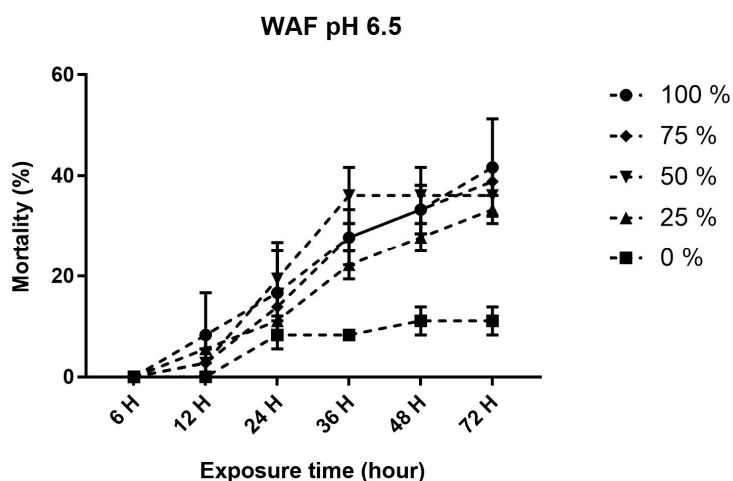 WAF pH 6.5
60
40
20
0
Mortality (%)
6 H
12 H
24 H
36 H
48 H
72 H
Exposure time (hour)
100 %
75 %
50 %
25 %
0 %